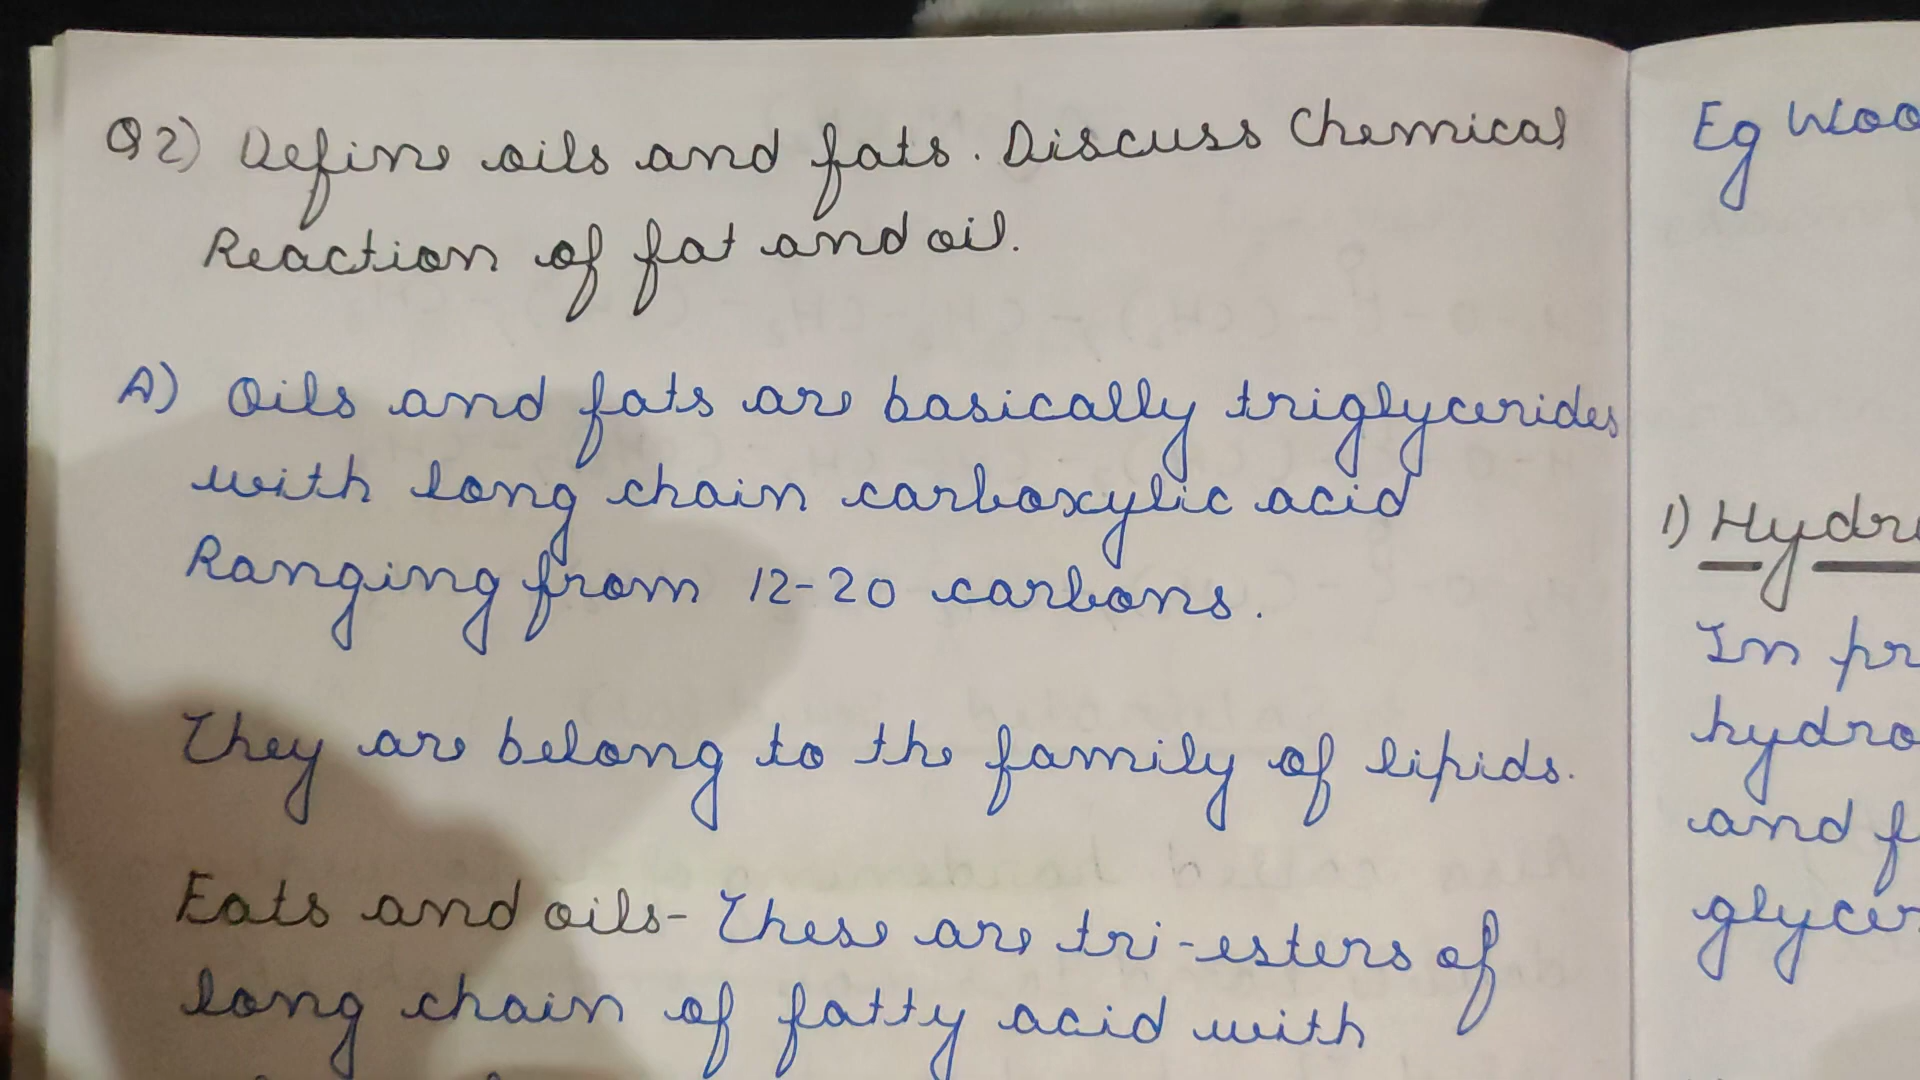 Q2) Define oils and fats. Discuss Chemical
Reaction of fat and oil.
A) Oils and fats are basically triglycerides
with long chain carboxylic acid
Ranging from 12-20 carbons.
They are belong to the family of lipids.
Fats and oils- These are tri-esters of
long chain of fatty acid with
Eg
1) Hydr
In pr
hydro
and f
glycer